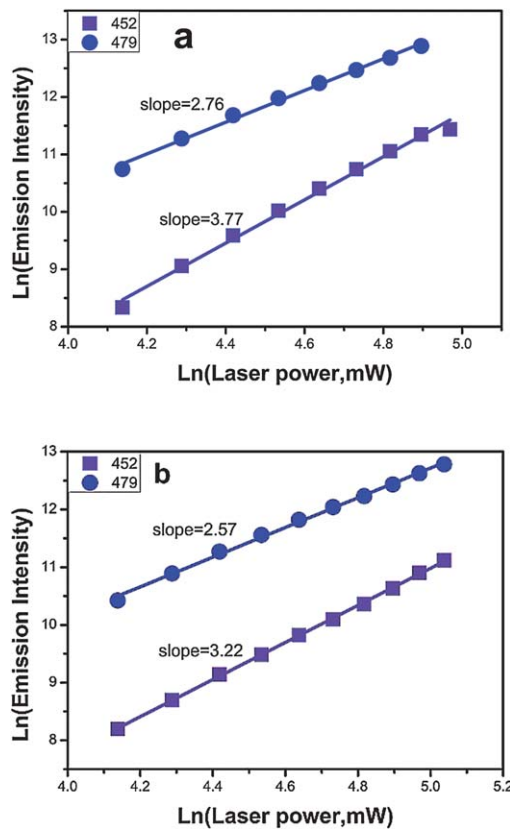 452
479
a
13
12
11
10
9
8
Ln(Emission Intensity)
slope=2.76
slope=3.77
4.0 4.2 4.4 4.6 4.8 5.0
Ln(Laser power,mW)
452
479
b
13
12
11
10
9
8
Ln(Emission Intensity)
slope=2.57
slope=3.22
4.0 4.2 4.4 4.6 4.8 5.0 5.2
Ln(Laser power,mW)